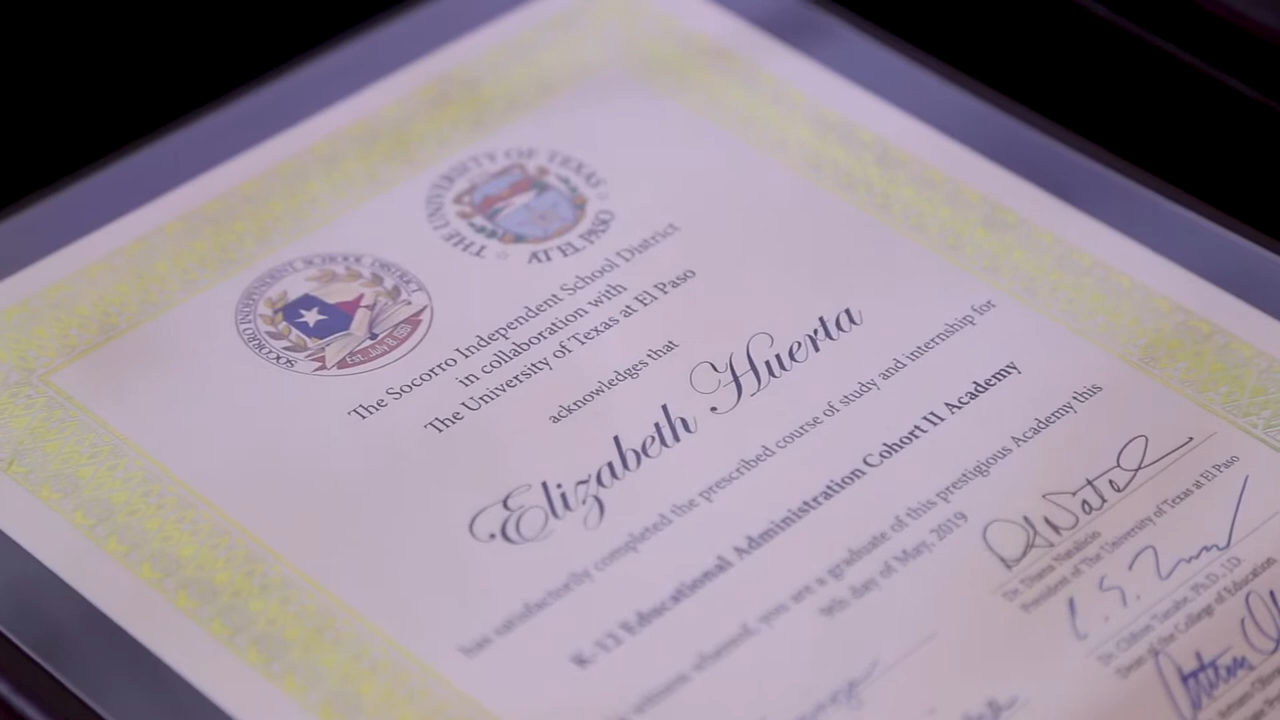 THE UNIVERSITY OF TEXAS
AT EL PASO
SOCORRO INDEPENDENT SCHOOL DISTRICT
Est. July 8, 1961
The Socorro Independent School District
in collaboration with
The University of Texas at El Paso
acknowledges that
Elizabeth Huerta
has satisfactorily completed the prescribed course of study and internship for
K-12 Educational Administration Cohort II Academy
witness whereof, you are a graduate of this prestigious Academy this
9th day of May, 2019
Dr. Diana Natalicio
President of The University of Texas at El Paso
Dr. Clifton Tanabe, Ph.D., J.D.
Dean of the College of Education